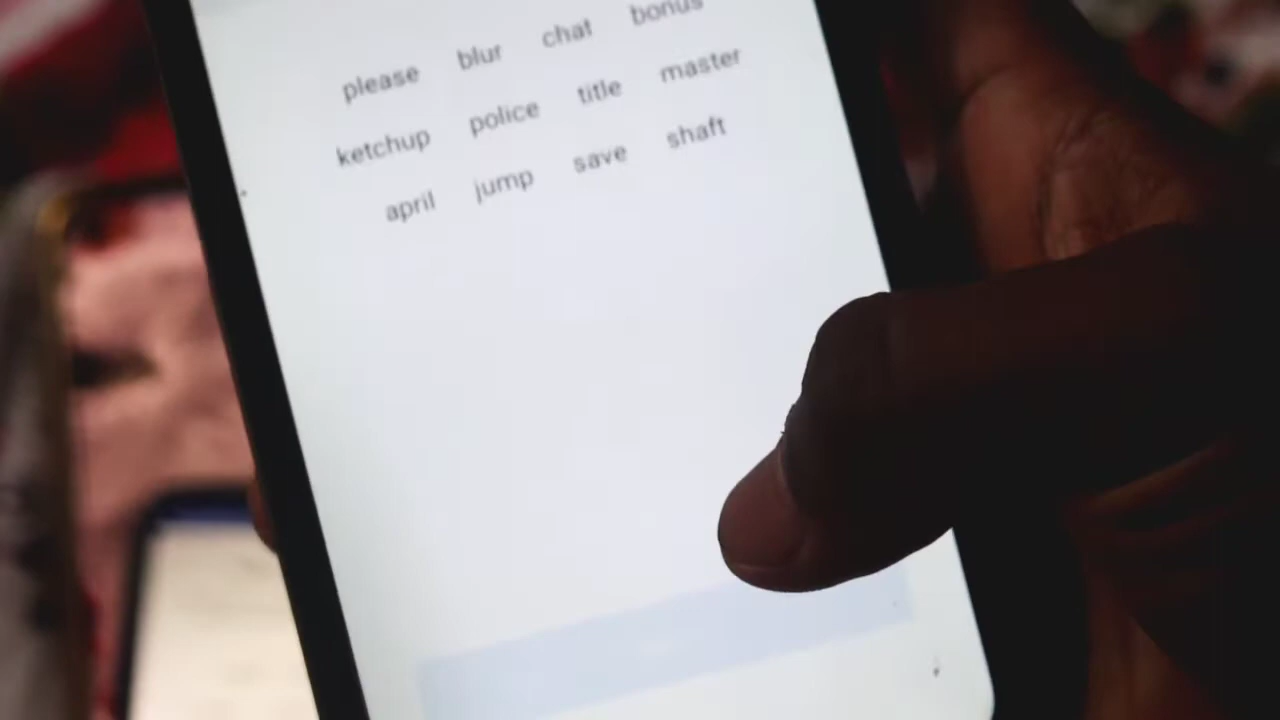 please blur chat bonus
ketchup police title master
april jump save shaft